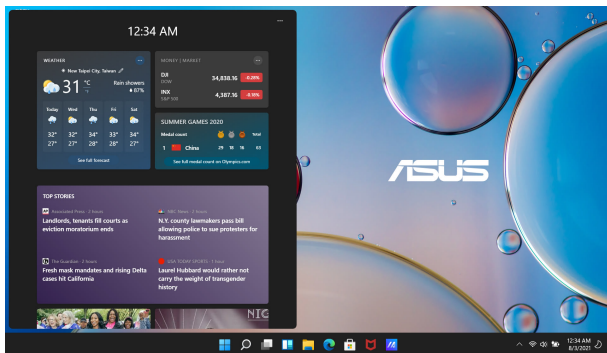 12:34 AM
WEATHER
New Taipei City, Taiwan
31 °C
°F
Rain showers
87%
Today Wed Thu Fri Sat
32° 32° 34° 33° 34°
27° 27° 28° 27° 27°
See full forecast
MONEY | MARKET
DJI
DOW
34,838.16 -0.28%
INX
S&P 500
4,387.16 -0.18%
SUMMER GAMES 2020
Medal count Total
1 China 29 18 16 63
See full medal count on Olympics.com
TOP STORIES
Associated Press · 2 hours
Landlords, tenants fill courts as
eviction moratorium ends
NBC News · 2 hours
N.Y. county lawmakers pass bill
allowing police to sue protesters for
harassment
The Guardian · 2 hours
Fresh mask mandates and rising Delta
cases hit California
USA TODAY SPORTS · 1 hour
Laurel Hubbard would rather not
carry the weight of transgender
history
NIG
ASUS
12:34 AM
8/3/2021